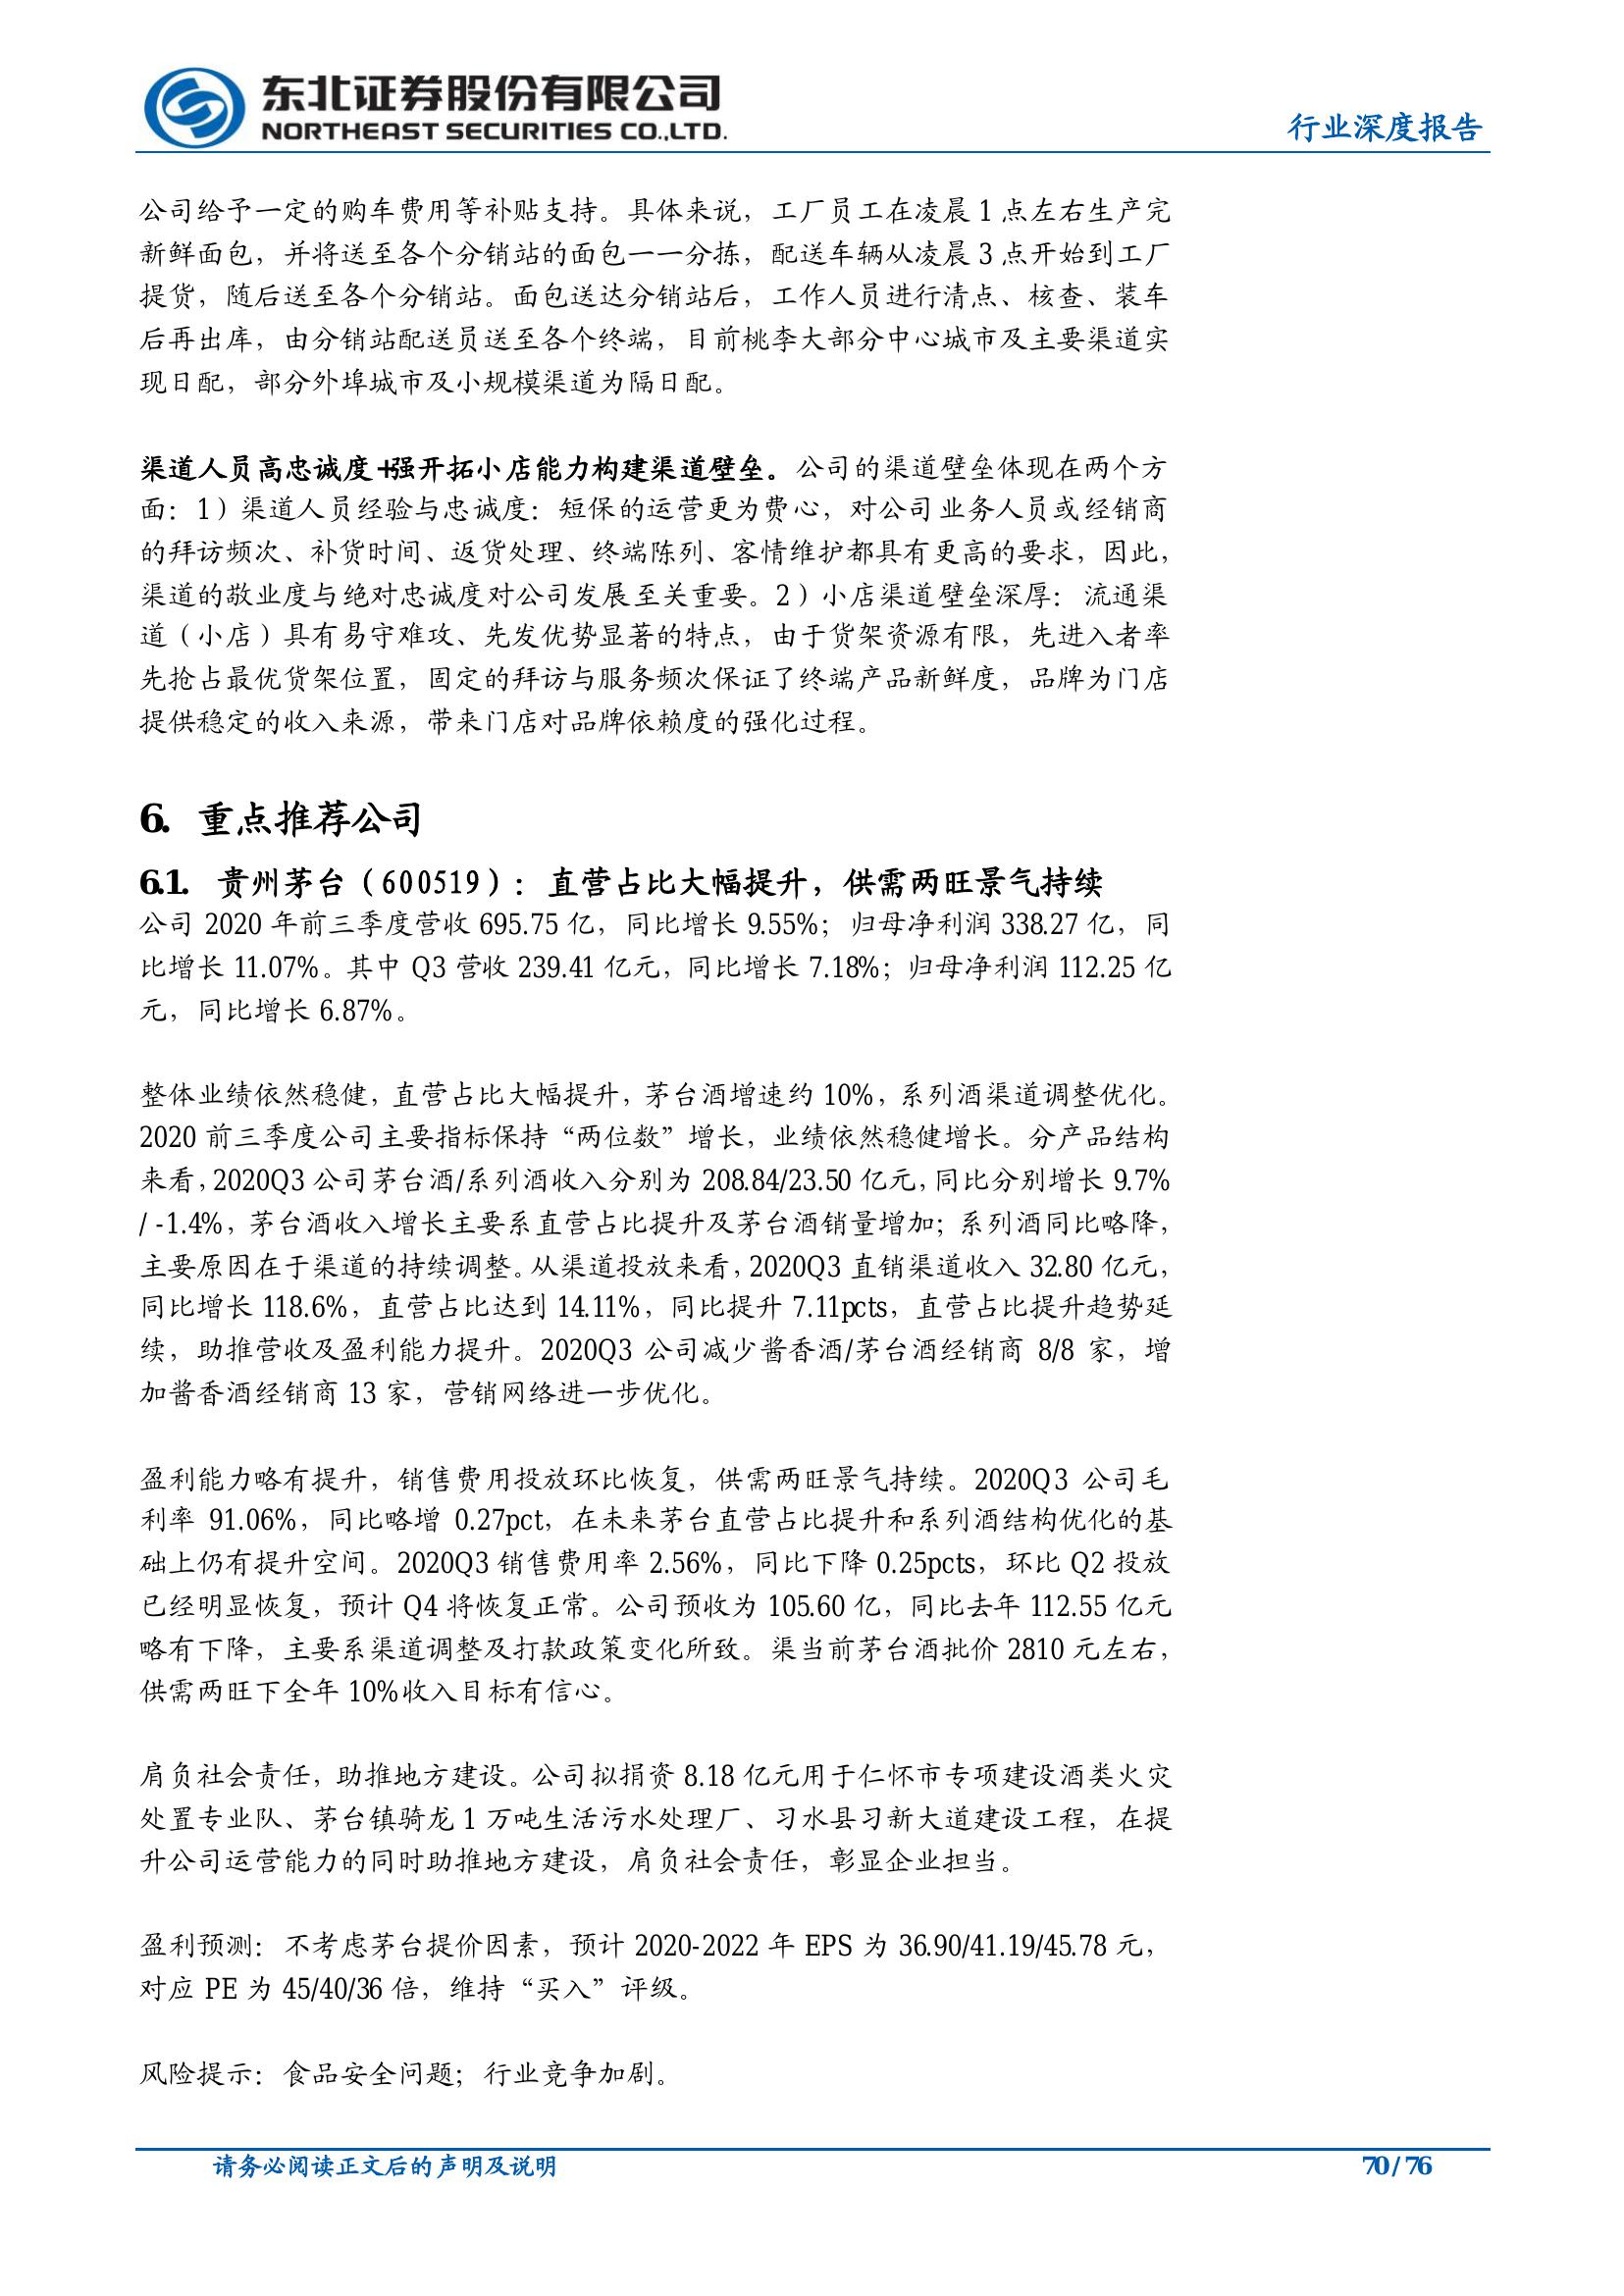 东北证券股份有限公司
NORTHEAST SECURITIES CO.,LTD.
行业深度报告
公司给予一定的购车费用等补贴支持。具体来说，工厂员工在凌晨 1 点左右生产完
新鲜面包，并将送至各个分销站的面包一一分拣，配送车辆从凌晨 3 点开始到工厂
提货，随后送至各个分销站。面包送达分销站后，工作人员进行清点、核查、装车
后再出库，由分销站配送员送至各个终端，目前桃李大部分中心城市及主要渠道实
现日配，部分外埠城市及小规模渠道为隔日配。
渠道人员高忠诚度+强开拓小店能力构建渠道壁垒。公司的渠道壁垒体现在两个方
面：1）渠道人员经验与忠诚度：短保的运营更为费心，对公司业务人员或经销商
的拜访频次、补货时间、返货处理、终端陈列、客情维护都具有更高的要求，因此，
渠道的敬业度与绝对忠诚度对公司发展至关重要。2）小店渠道壁垒深厚：流通渠
道（小店）具有易守难攻、先发优势显著的特点，由于货架资源有限，先进入者率
先抢占最优货架位置，固定的拜访与服务频次保证了终端产品新鲜度，品牌为门店
提供稳定的收入来源，带来门店对品牌依赖度的强化过程。
6. 重点推荐公司
6.1. 贵州茅台（600519）：直营占比大幅提升，供需两旺景气持续
公司 2020 年前三季度营收 695.75 亿，同比增长 9.55%；归母净利润 338.27 亿，同
比增长 11.07%。其中 Q3 营收 239.41 亿元，同比增长 7.18%；归母净利润 112.25 亿
元，同比增长 6.87%。
整体业绩依然稳健，直营占比大幅提升，茅台酒增速约 10%，系列酒渠道调整优化。
2020 前三季度公司主要指标保持“两位数”增长，业绩依然稳健增长。分产品结构
来看，2020Q3 公司茅台酒/系列酒收入分别为 208.84/23.50 亿元，同比分别增长 9.7%
/ -1.4%，茅台酒收入增长主要系直营占比提升及茅台酒销量增加；系列酒同比略降，
主要原因在于渠道的持续调整。从渠道投放来看，2020Q3 直销渠道收入 32.80 亿元，
同比增长 118.6%，直营占比达到 14.11%，同比提升 7.11pcts，直营占比提升趋势延
续，助推营收及盈利能力提升。2020Q3 公司减少酱香酒/茅台酒经销商 8/8 家，增
加酱香酒经销商 13 家，营销网络进一步优化。
盈利能力略有提升，销售费用投放环比恢复，供需两旺景气持续。2020Q3 公司毛
利率 91.06%，同比略增 0.27pct，在未来茅台直营占比提升和系列酒结构优化的基
础上仍有提升空间。2020Q3 销售费用率 2.56%，同比下降 0.25pcts，环比 Q2 投放
已经明显恢复，预计 Q4 将恢复正常。公司预收为 105.60 亿，同比去年 112.55 亿元
略有下降，主要系渠道调整及打款政策变化所致。渠当前茅台酒批价 2810 元左右，
供需两旺下全年 10%收入目标有信心。
肩负社会责任，助推地方建设。公司拟捐资 8.18 亿元用于仁怀市专项建设酒类火灾
处置专业队、茅台镇骑龙 1 万吨生活污水处理厂、习水县习新大道建设工程，在提
升公司运营能力的同时助推地方建设，肩负社会责任，彰显企业担当。
盈利预测：不考虑茅台提价因素，预计 2020-2022 年 EPS 为 36.90/41.19/45.78 元，
对应 PE 为 45/40/36 倍，维持“买入”评级。
风险提示：食品安全问题；行业竞争加剧。
请务必阅读正文后的声明及说明
70 / 76